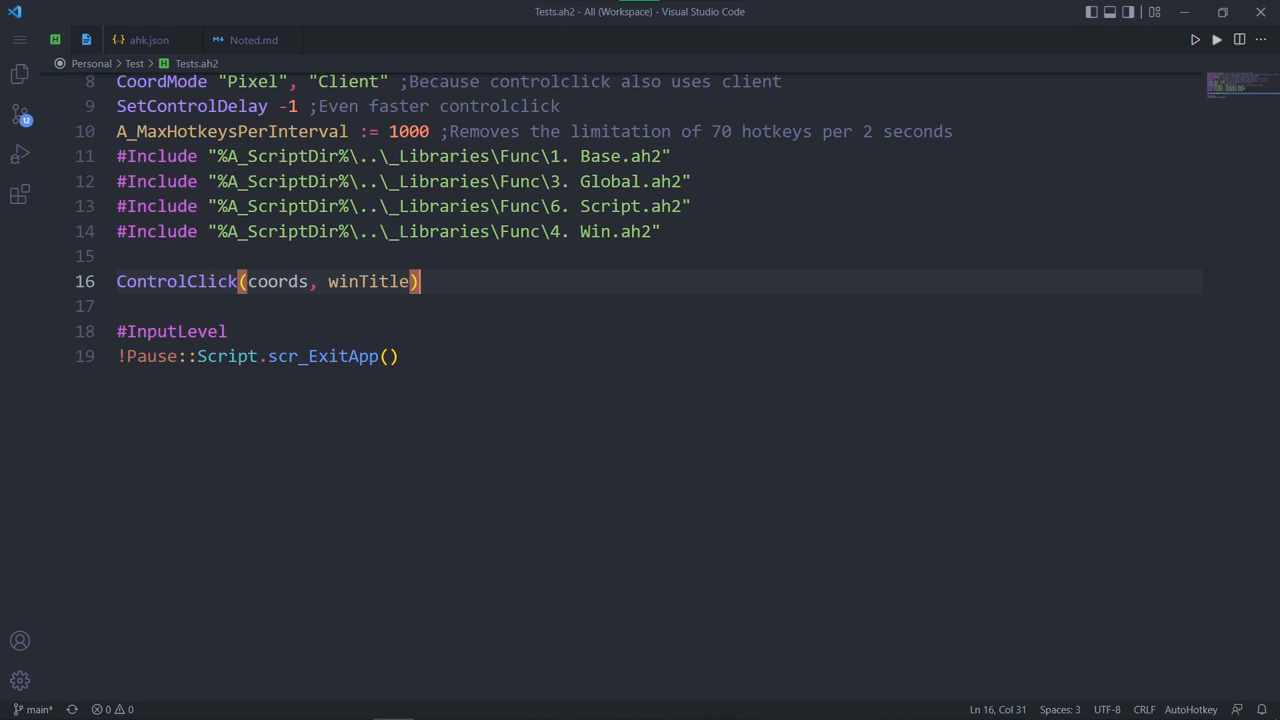 Tests.ah2 - All (Workspace) - Visual Studio Code
ahk.json
Noted.md
Personal > Test > Tests.ah2
8 CoordMode "Pixel", "Client" ;Because controlclick also uses client
9 SetControlDelay -1 ;Even faster controlclick
10 A_MaxHotkeysPerInterval := 1000 ;Removes the limitation of 70 hotkeys per 2 seconds
11 #Include "%A_ScriptDir%\..\_Libraries\Func\1. Base.ah2"
12 #Include "%A_ScriptDir%\..\_Libraries\Func\3. Global.ah2"
13 #Include "%A_ScriptDir%\..\_Libraries\Func\6. Script.ah2"
14 #Include "%A_ScriptDir%\..\_Libraries\Func\4. Win.ah2"
15
16 ControlClick(coords, winTitle)
17
18 #InputLevel
19 !Pause::Script.scr_ExitApp()
12
main* 0 0 Ln 16, Col 31 Spaces: 3 UTF-8 CRLF AutoHotkey